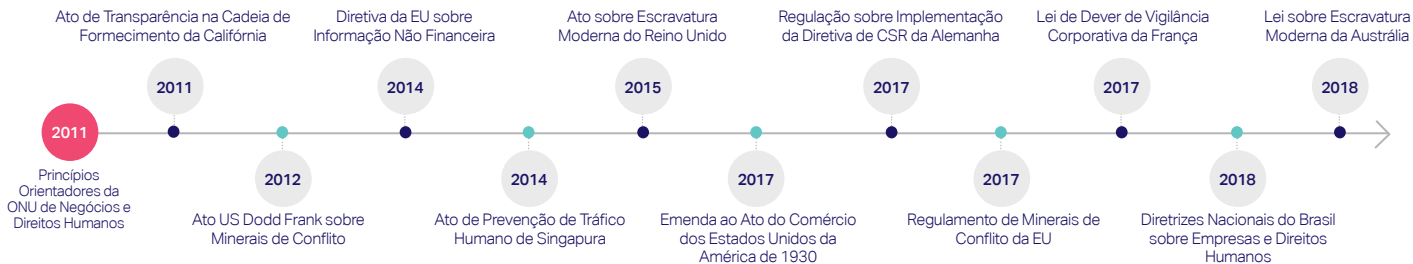 Ato de Transparência na Cadeia de
Formecimento da Califórnia
Diretiva da EU sobre
Informação Não Financeira
Ato sobre Escravatura
Moderna do Reino Unido
Regulação sobre Implementação
da Diretiva de CSR da Alemanha
Lei de Dever de Vigilância
Corporativa da França
Lei sobre Escravatura
Moderna da Austrália
2011
2014
2015
2017
2017
2018
2011
Princípios
Orientadores da
ONU de Negócios e
Direitos Humanos
2012
2014
2017
2017
2018
Ato US Dodd Frank sobre
Minerais de Conflito
Ato de Prevenção de Tráfico
Humano de Singapura
Emenda ao Ato do Comércio
dos Estados Unidos da
América de 1930
Regulamento de Minerais de
Conflito da EU
Diretrizes Nacionais do Brasil
sobre Empresas e Direitos
Humanos